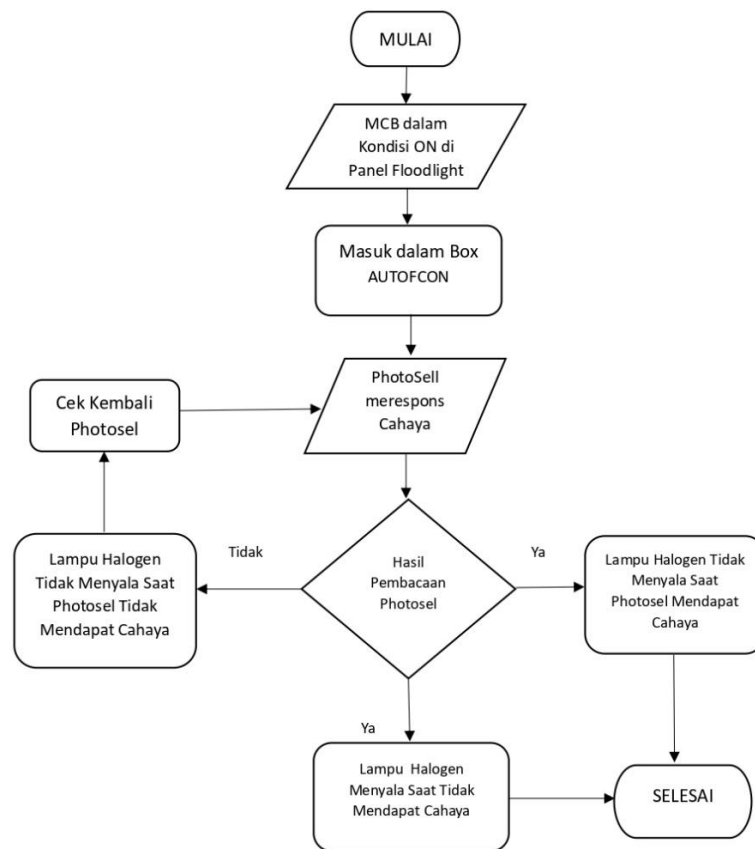 MULAI
MCB dalam
Kondisi ON di
Panel Floodlight
Masuk dalam Box
AUTOFCON
PhotoSell
merespons
Cahaya
Cek Kembali
Photosel
Hasil
Pembacaan
Photosel
Tidak
Lampu Halogen
Tidak Menyala Saat
Photosel Tidak
Mendapat Cahaya
Ya
Lampu Halogen Tidak
Menyala Saat
Photosel Mendapat
Cahaya
Ya
Lampu Halogen
Menyala Saat Tidak
Mendapat Cahaya
SELESAI